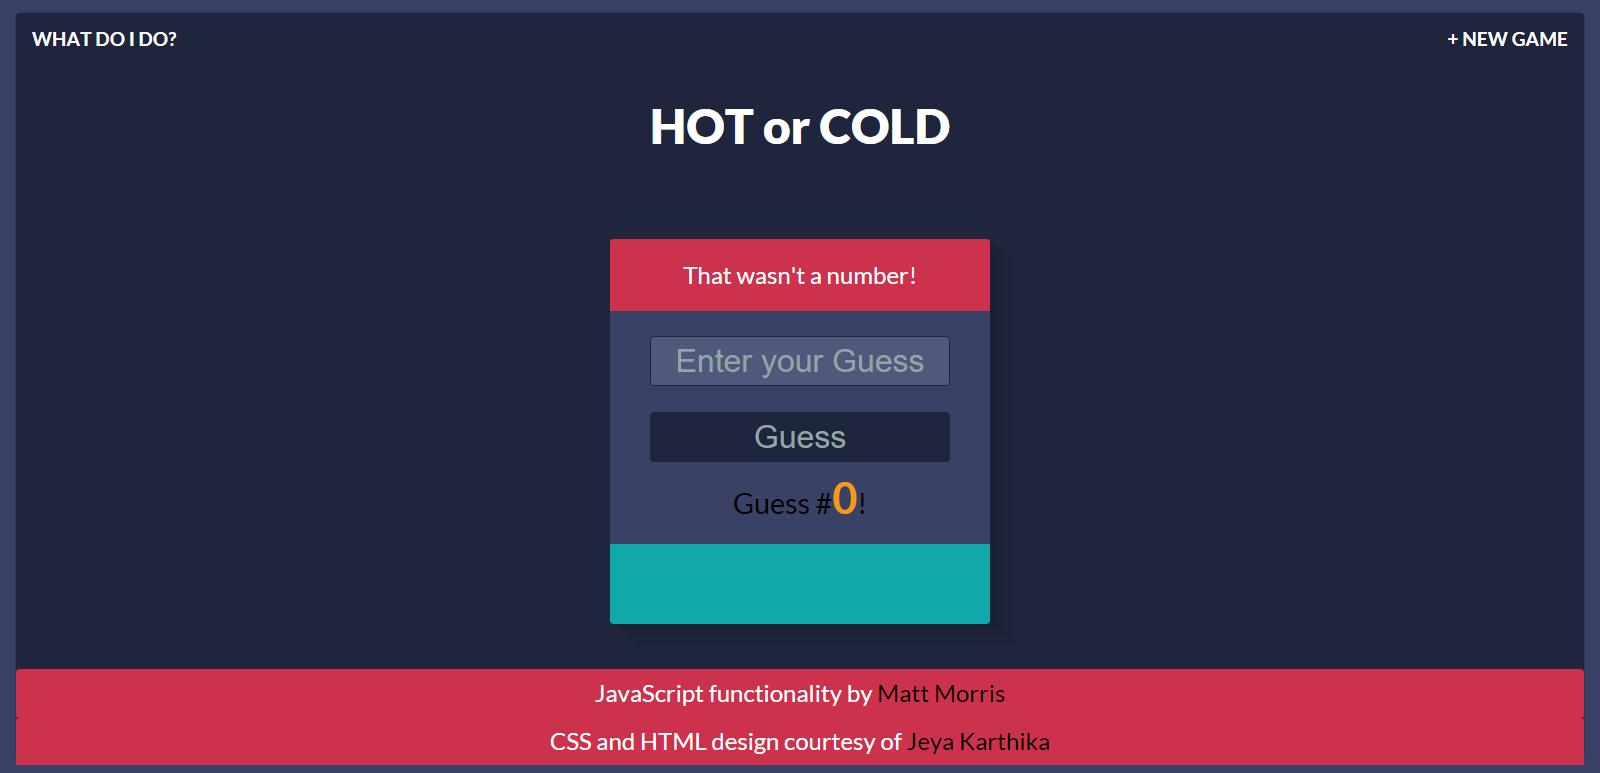 WHAT DO I DO?
+ NEW GAME
HOT or COLD
That wasn't a number!
Enter your Guess
Guess
Guess #0!
JavaScript functionality by Matt Morris
CSS and HTML design courtesy of Jeya Karthika